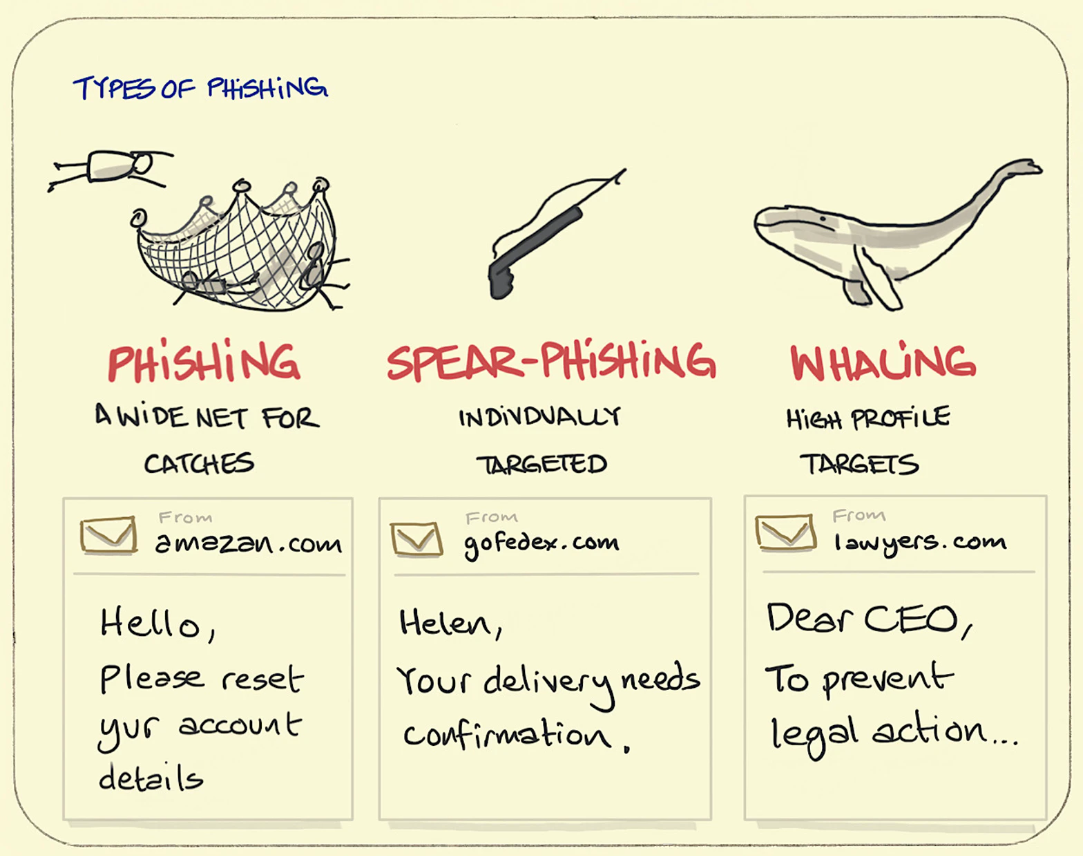 TYPES OF PHISHING
PHISHING
A WIDE NET FOR
CATCHES
SPEAR-PHISHING
INDIVDUALLY
TARGETED
WHALING
HIGH PROFILE
TARGETS
From
amazan.com
Hello,
Please reset
yur account
details
From
gofedex.com
Helen,
Your delivery needs
confirmation.
From
lawyers.com
Dear CEO,
To prevent
legal action...